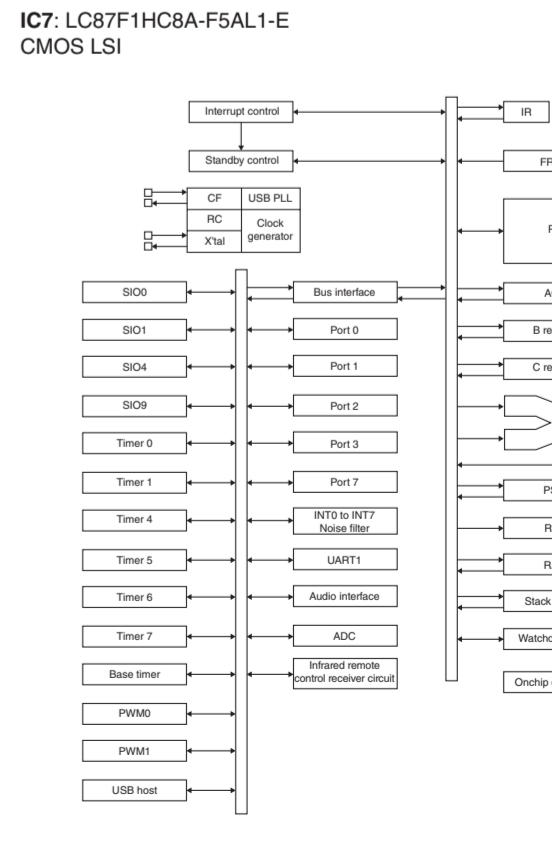 IC7: LC87F1HC8A-F5AL1-E
CMOS LSI
Interrupt control
IR
Standby control
CF
USB PLL
RC
Clock
generator
X'tal
SIO0
Bus interface
SIO1
Port 0
B re
SIO4
Port 1
C re
SIO9
Port 2
Timer 0
Port 3
Timer 1
Port 7
Timer 4
INT0 to INT7
Noise filter
Timer 5
UART1
Timer 6
Audio interface
Stack
Timer 7
ADC
Base timer
Infrared remote
control receiver circuit
Onchip
PWM0
PWM1
USB host